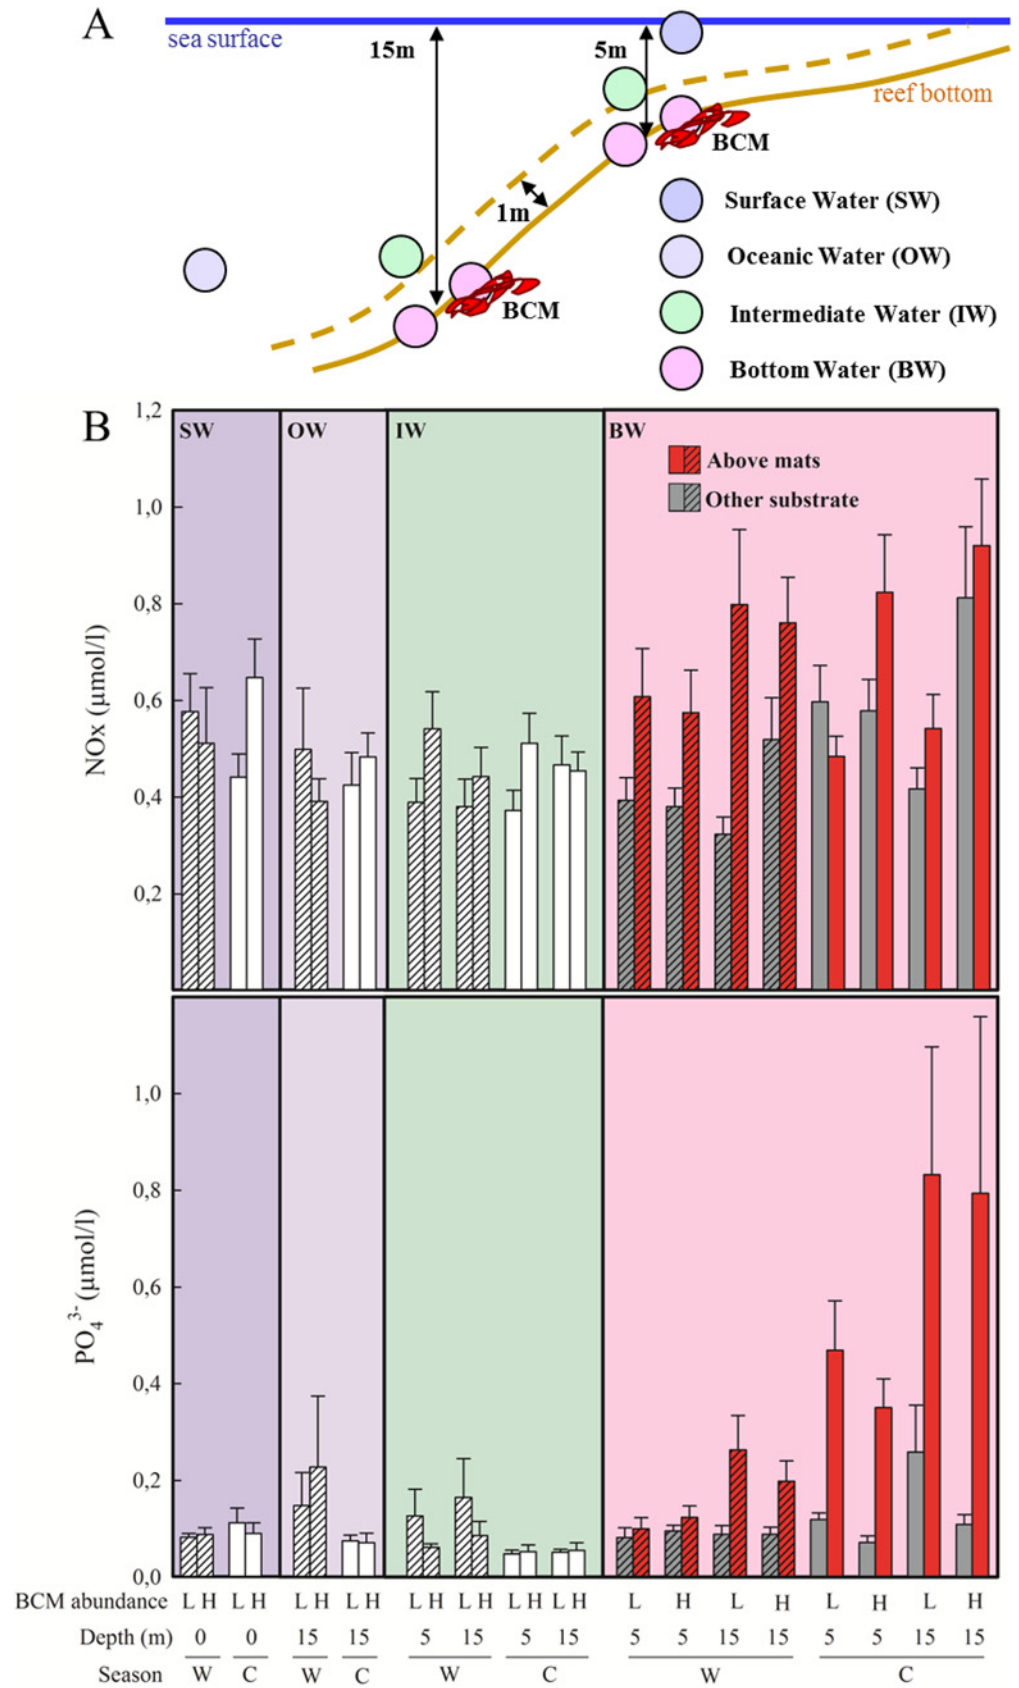 A
sea surface
15m
5m
reef bottom
BCM
1m
BCM
Surface Water (SW)
Oceanic Water (OW)
Intermediate Water (IW)
Bottom Water (BW)
B
1,2
SW OW IW BW
Above mats
Other substrate
1,0
0,8
0,6
0,4
0,2
NOx (µmol/l)
1,0
0,8
0,6
0,4
0,2
0,0
PO₄³⁻ (µmol/l)
BCM abundance L H L H L H L H L H L H L H L H L H L H L H L H
Depth (m) 0 0 15 15 5 15 5 15 5 5 15 15 5 5 15 15
Season W C W C W C W C